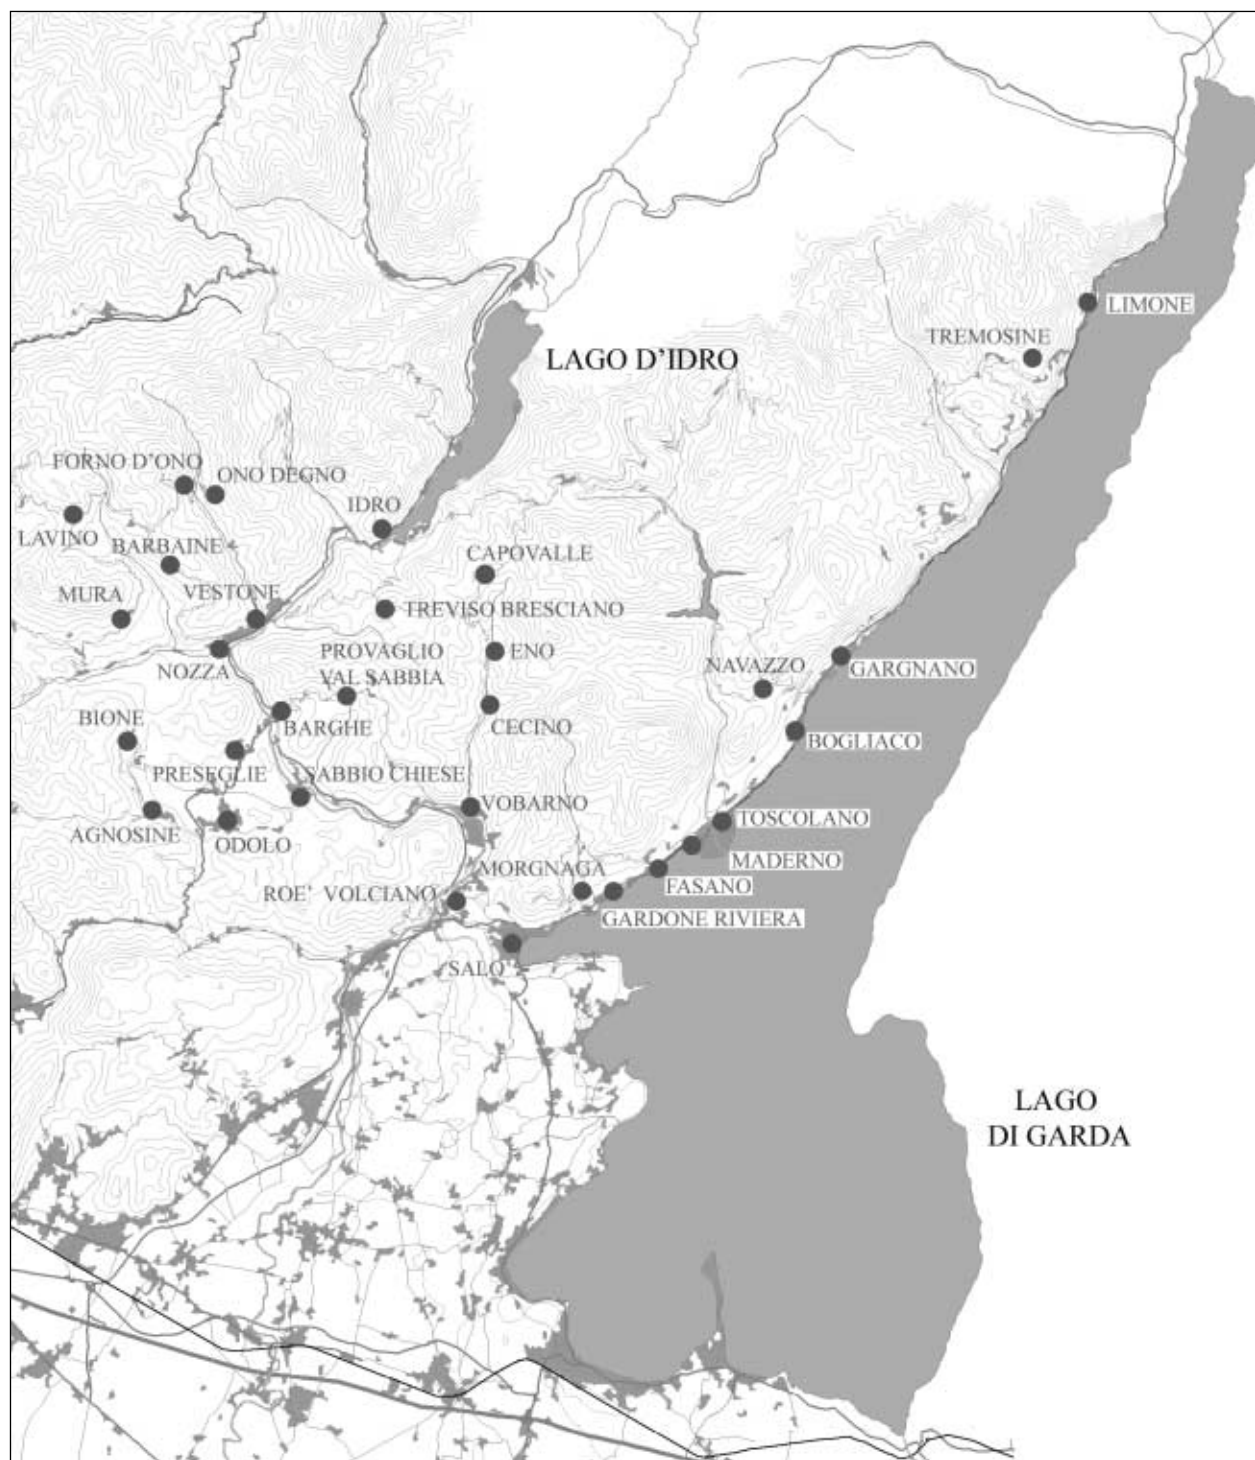 LIMONE
TREMOSINE
LAGO D'IDRO
FORNO D'ONO
ONO DEGNO
IDRO
LAVINO
BARBAINE
CAPOVALLE
MURA
VESTONE
TREVISO BRESCIANO
NOZZA
PROVAGLIO
VAL SABBIA
ENO
NAVAZZO
GARGNANO
BIONE
BARGHE
CECINO
BOGLIACO
PRESEGLIE
SABBIO CHIESE
VOBARNO
TOSCOLANO
AGNOSINE
ODOLO
MADERNO
MORGNAGA
FASANO
ROE' VOLCIANO
GARDONE RIVIERA
SALO'
LAGO
DI GARDA